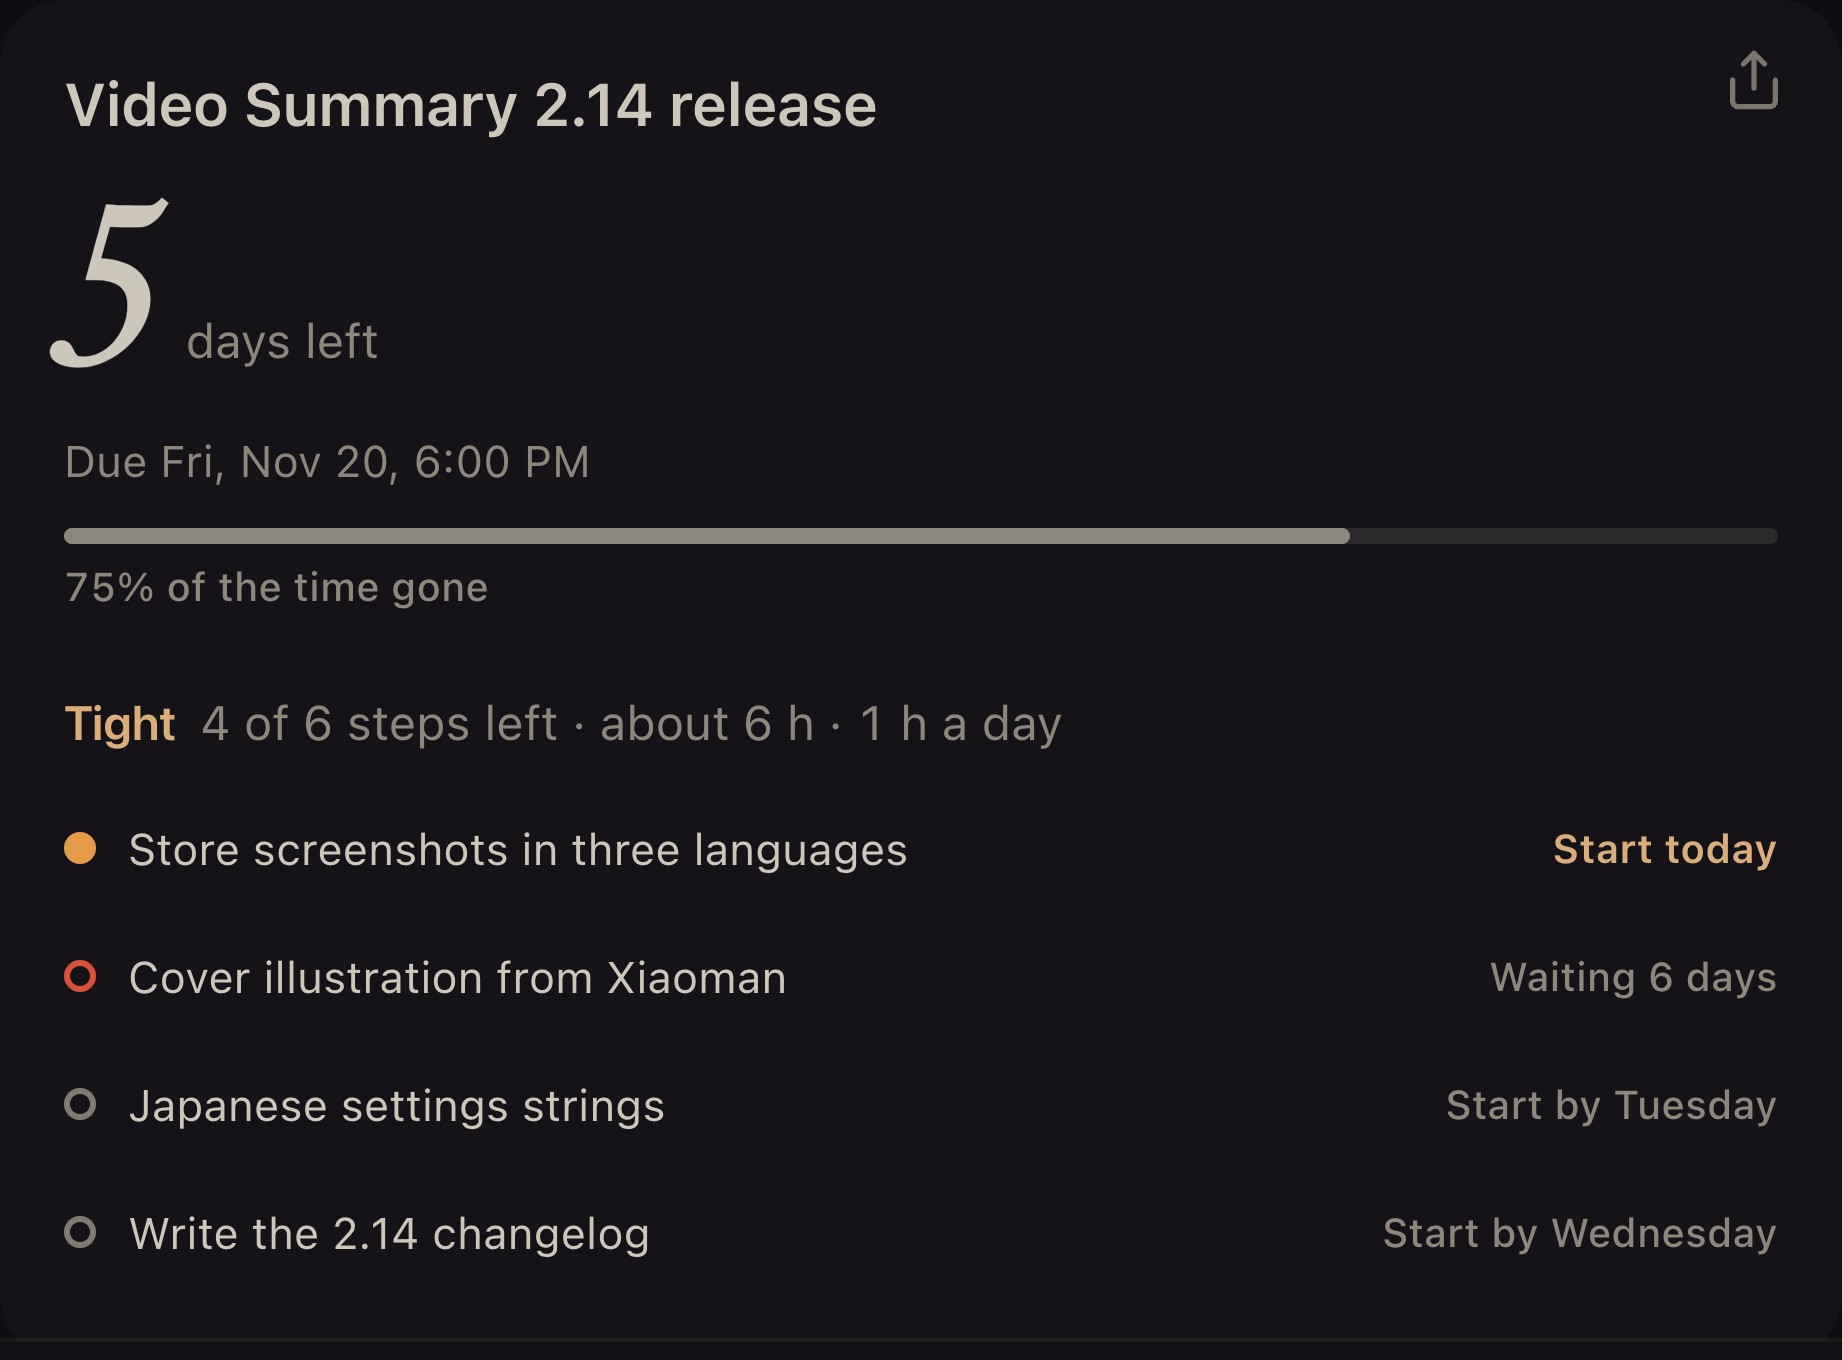 Video Summary 2.14 release
5 days left
Due Fri, Nov 20, 6:00 PM
75% of the time gone
Tight 4 of 6 steps left · about 6 h · 1 h a day
Store screenshots in three languages Start today
Cover illustration from Xiaoman Waiting 6 days
Japanese settings strings Start by Tuesday
Write the 2.14 changelog Start by Wednesday